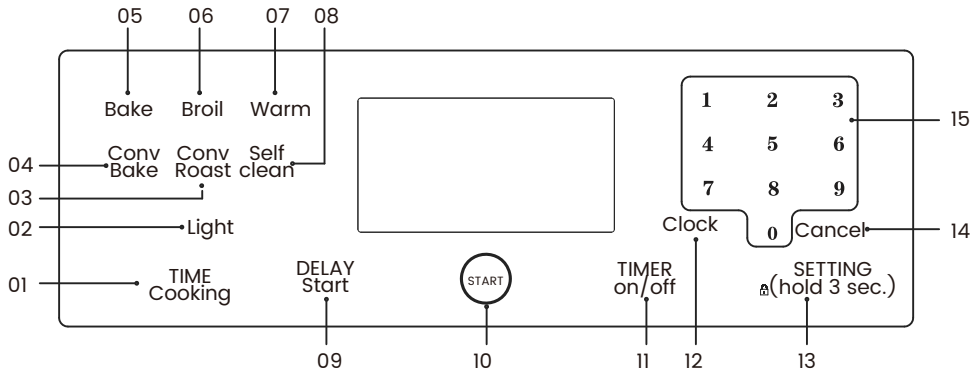 05 06 07 08
Bake Broil Warm
1 2 3
15
Conv Conv Self
Bake Roast clean
04
4 5 6
03
7 8 9
02
Light
Clock
0
Cancel
14
01
TIME
Cooking
DELAY
Start
START
TIMER
on/off
SETTING
(hold 3 sec.)
09 10 11 12 13